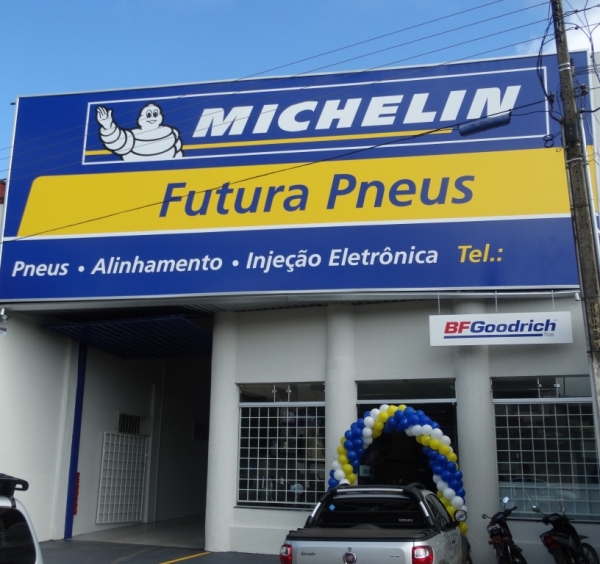 MICHELIN
Futura Pneus
Pneus • Alinhamento • Injeção Eletrônica Tel.:
BFGoodrich